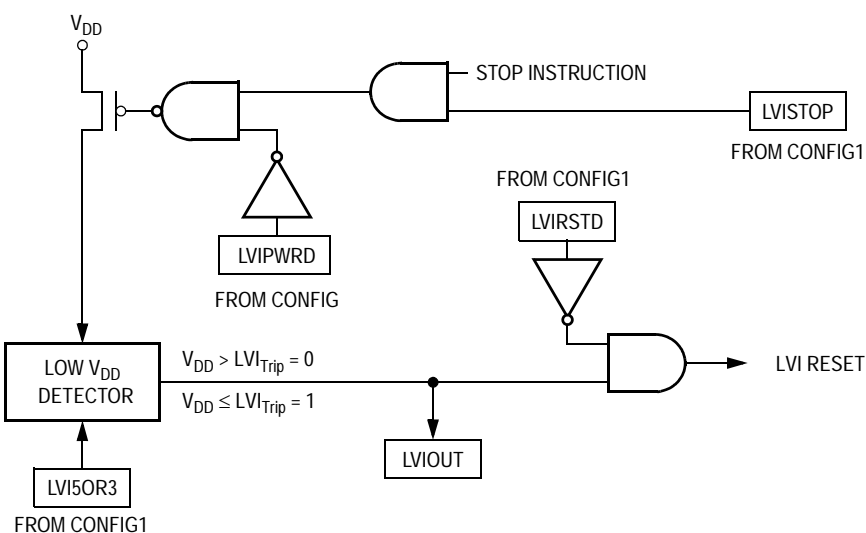 VDD
STOP INSTRUCTION
LVISTOP
FROM CONFIG1
FROM CONFIG1
LVIRSTD
LVIPWRD
FROM CONFIG
LOW VDD
DETECTOR
VDD > LVITrip = 0
VDD ≤ LVITrip = 1
LVI RESET
LVIOUT
LVI5OR3
FROM CONFIG1